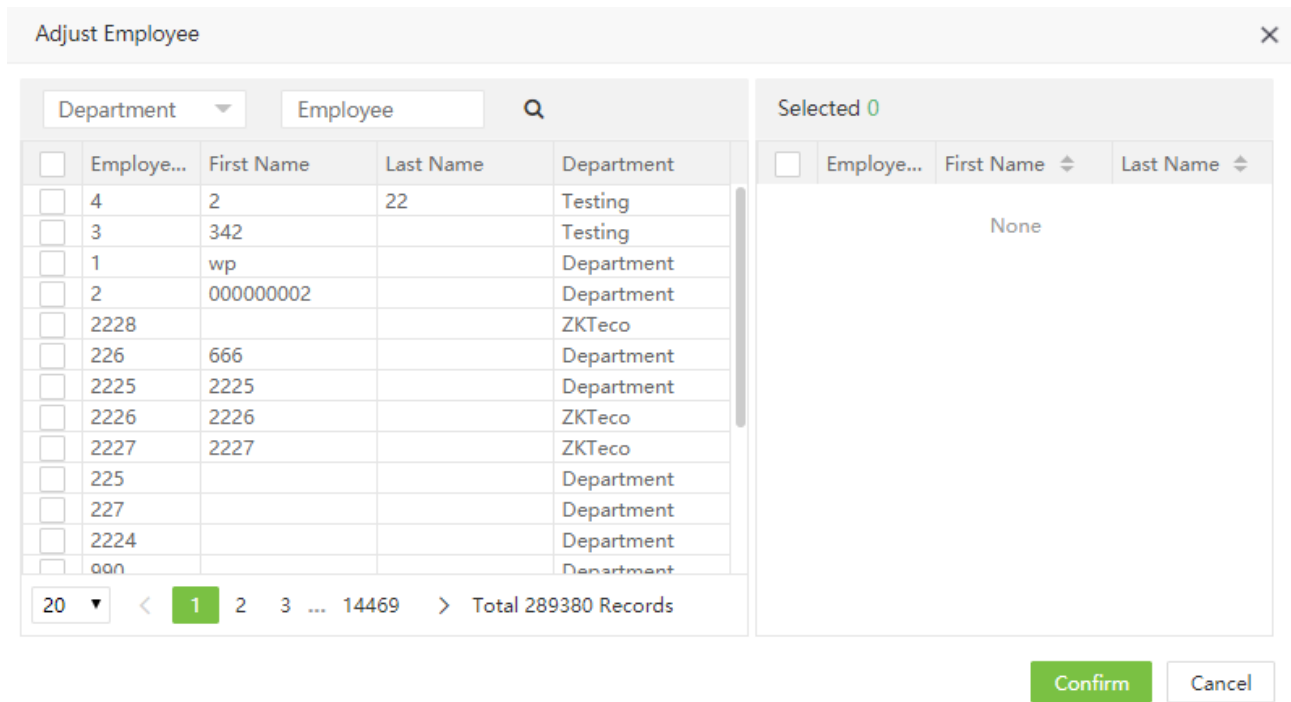 Adjust Employee
Department Employee
Selected 0
Employe... First Name Last Name Department
Employe... First Name Last Name
4 2 22 Testing
3 342 Testing
1 wp Department
2 000000002 Department
2228 ZKTeco
226 666 Department
2225 2225 Department
2226 2226 ZKTeco
2227 2227 ZKTeco
225 Department
227 Department
2224 Department
990 Department
None
20 < 1 2 3 ... 14469 > Total 289380 Records
Confirm Cancel